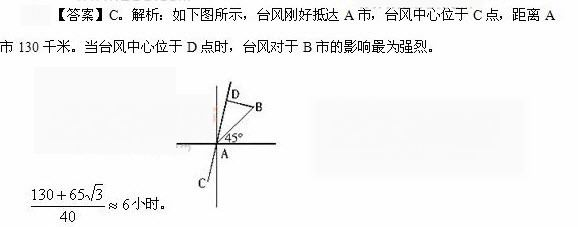 【答案】C。解析：如下图所示，台风刚好抵达 A 市，台风中心位于 C 点，距离 A
市 130 千米。当台风中心位于 D 点时，台风对于 B 市的影响最为强烈。
D
B
45°
A
C
(130+65√3)/40 ≈ 6 小时。